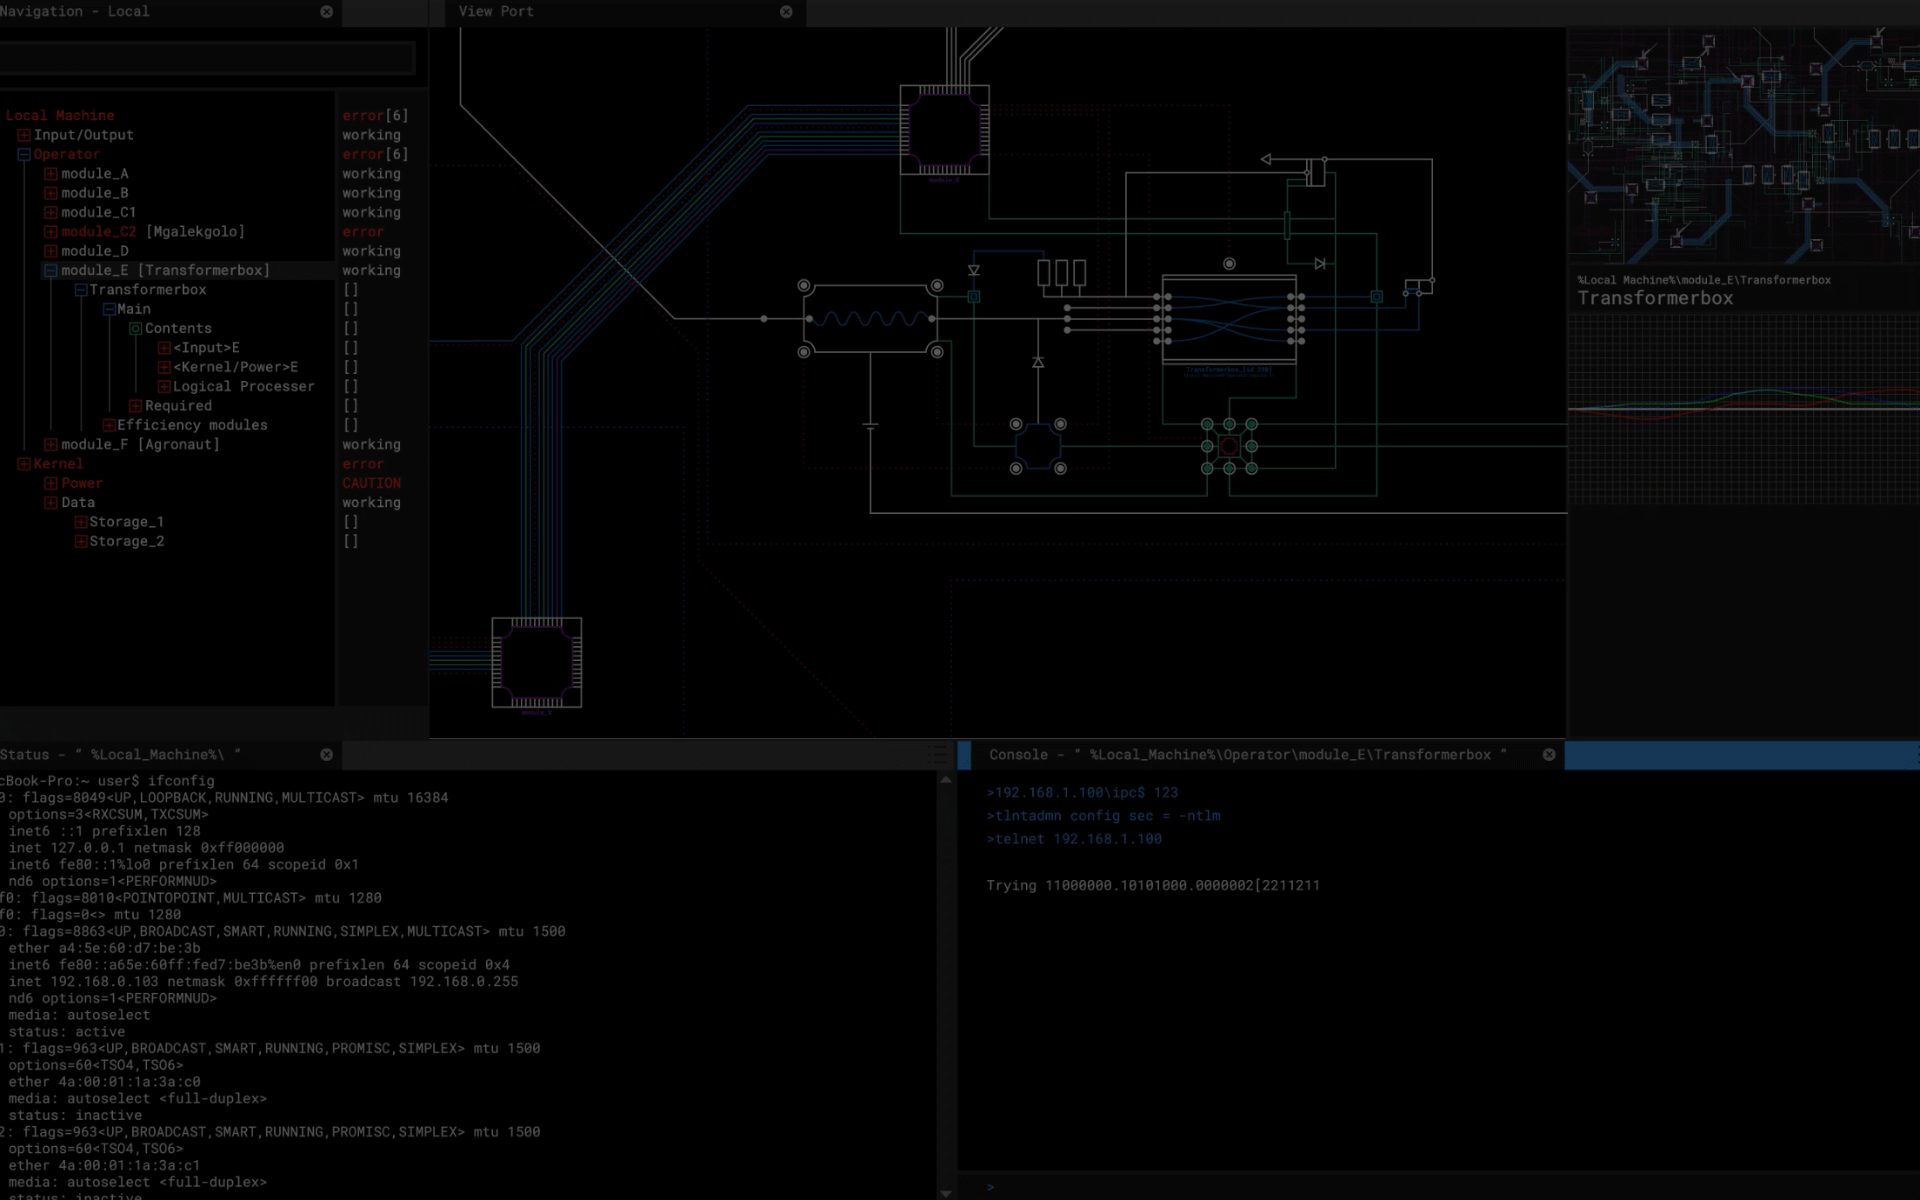 Navigation - Local
View Port
Local Machine error[6]
Input/Output working
Operator error[6]
module_A working
module_B working
module_C1 working
module_C2 [Mgalekgolo] error
module_D working
module_E [Transformerbox] working
Transformerbox []
Main []
Contents []
<Input>E []
<Kernel/Power>E []
Logical Processer []
Required []
Efficiency modules []
module_F [Agronaut] working
Kernel error
Power CAUTION
Data working
Storage_1 []
Storage_2 []
%Local Machine%\module_E\Transformerbox
Transformerbox
Status - " %Local_Machine%\ "
cBook-Pro:~ user$ ifconfig
0: flags=8049<UP,LOOPBACK,RUNNING,MULTICAST> mtu 16384
options=3<RXCSUM,TXCSUM>
inet6 ::1 prefixlen 128
inet 127.0.0.1 netmask 0xff000000
inet6 fe80::1%lo0 prefixlen 64 scopeid 0x1
nd6 options=1<PERFORMNUD>
f0: flags=8010<POINTOPOINT,MULTICAST> mtu 1280
f0: flags=0<> mtu 1280
0: flags=8863<UP,BROADCAST,SMART,RUNNING,SIMPLEX,MULTICAST> mtu 1500
ether a4:5e:60:d7:be:3b
inet6 fe80::a65e:60ff:fed7:be3b%en0 prefixlen 64 scopeid 0x4
inet 192.168.0.103 netmask 0xffffff00 broadcast 192.168.0.255
nd6 options=1<PERFORMNUD>
media: autoselect
status: active
1: flags=963<UP,BROADCAST,SMART,RUNNING,PROMISC,SIMPLEX> mtu 1500
options=60<TSO4,TSO6>
ether 4a:00:01:1a:3a:c0
media: autoselect <full-duplex>
status: inactive
2: flags=963<UP,BROADCAST,SMART,RUNNING,PROMISC,SIMPLEX> mtu 1500
options=60<TSO4,TSO6>
ether 4a:00:01:1a:3a:c1
media: autoselect <full-duplex>
status: inactive
Console - " %Local_Machine%\Operator\module_E\Transformerbox "
>192.168.1.100\ipc$ 123
>tlntadmn config sec = -ntlm
>telnet 192.168.1.100
Trying 11000000.10101000.0000002[2211211
>